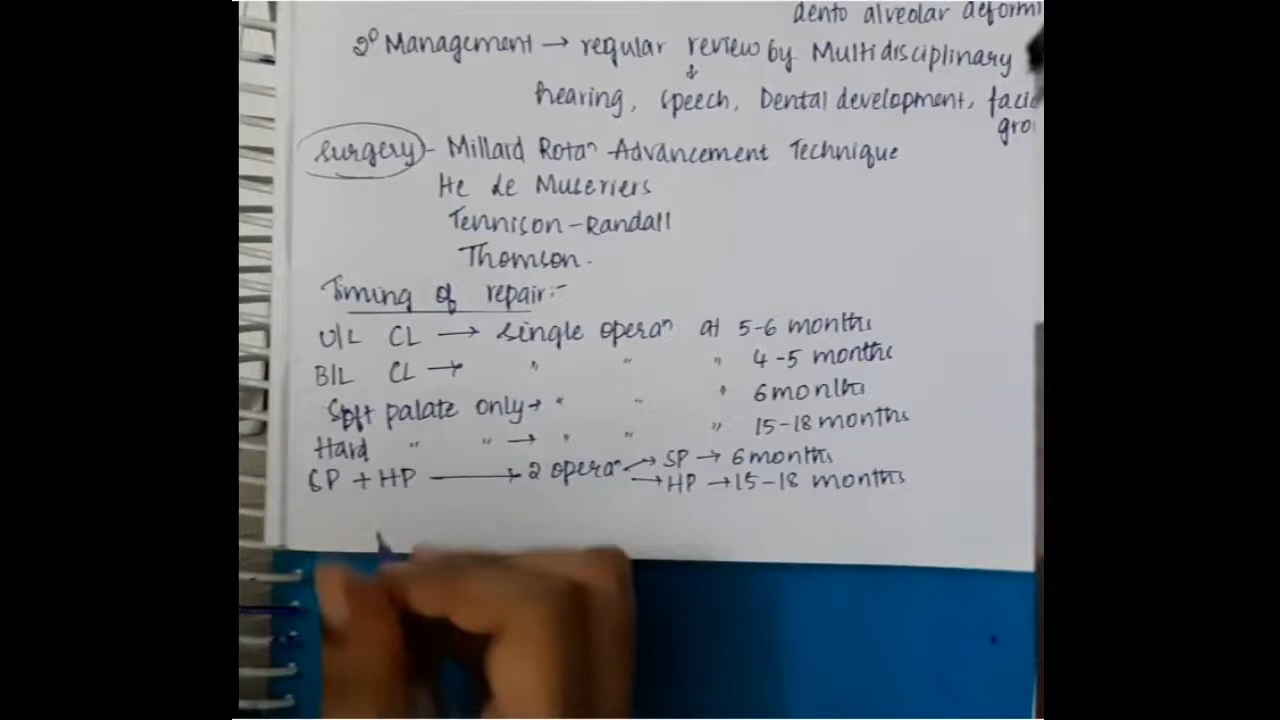 dento alveolar deformi
2° Management → regular review by Multidisciplinary
↓
hearing, speech, Dental development, facia
gro
Surgery - Millard Rotaⁿ Advancement Technique
He de Museriers
Tennison - Randall
Thomson.
Timing of repair:-
U/L CL → single operaⁿ at 5-6 months
B/L CL → " " " 4-5 months
Soft palate only → " " " 6 months
Hard " " → " " " 15-18 months
SP + HP → 2 operaⁿ → SP → 6 months
→ HP → 15-18 months